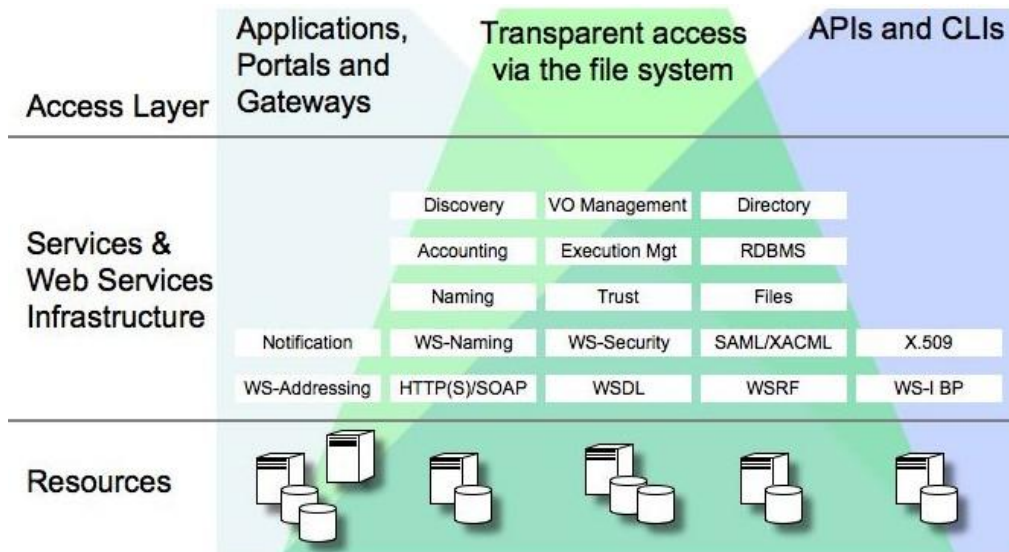 Applications,
Portals and
Gateways
Transparent access
via the file system
APIs and CLIs
Access Layer
Services &
Web Services
Infrastructure
Discovery
VO Management
Directory
Accounting
Execution Mgt
RDBMS
Naming
Trust
Files
Notification
WS-Naming
WS-Security
SAML/XACML
X.509
WS-Addressing
HTTP(S)/SOAP
WSDL
WSRF
WS-I BP
Resources